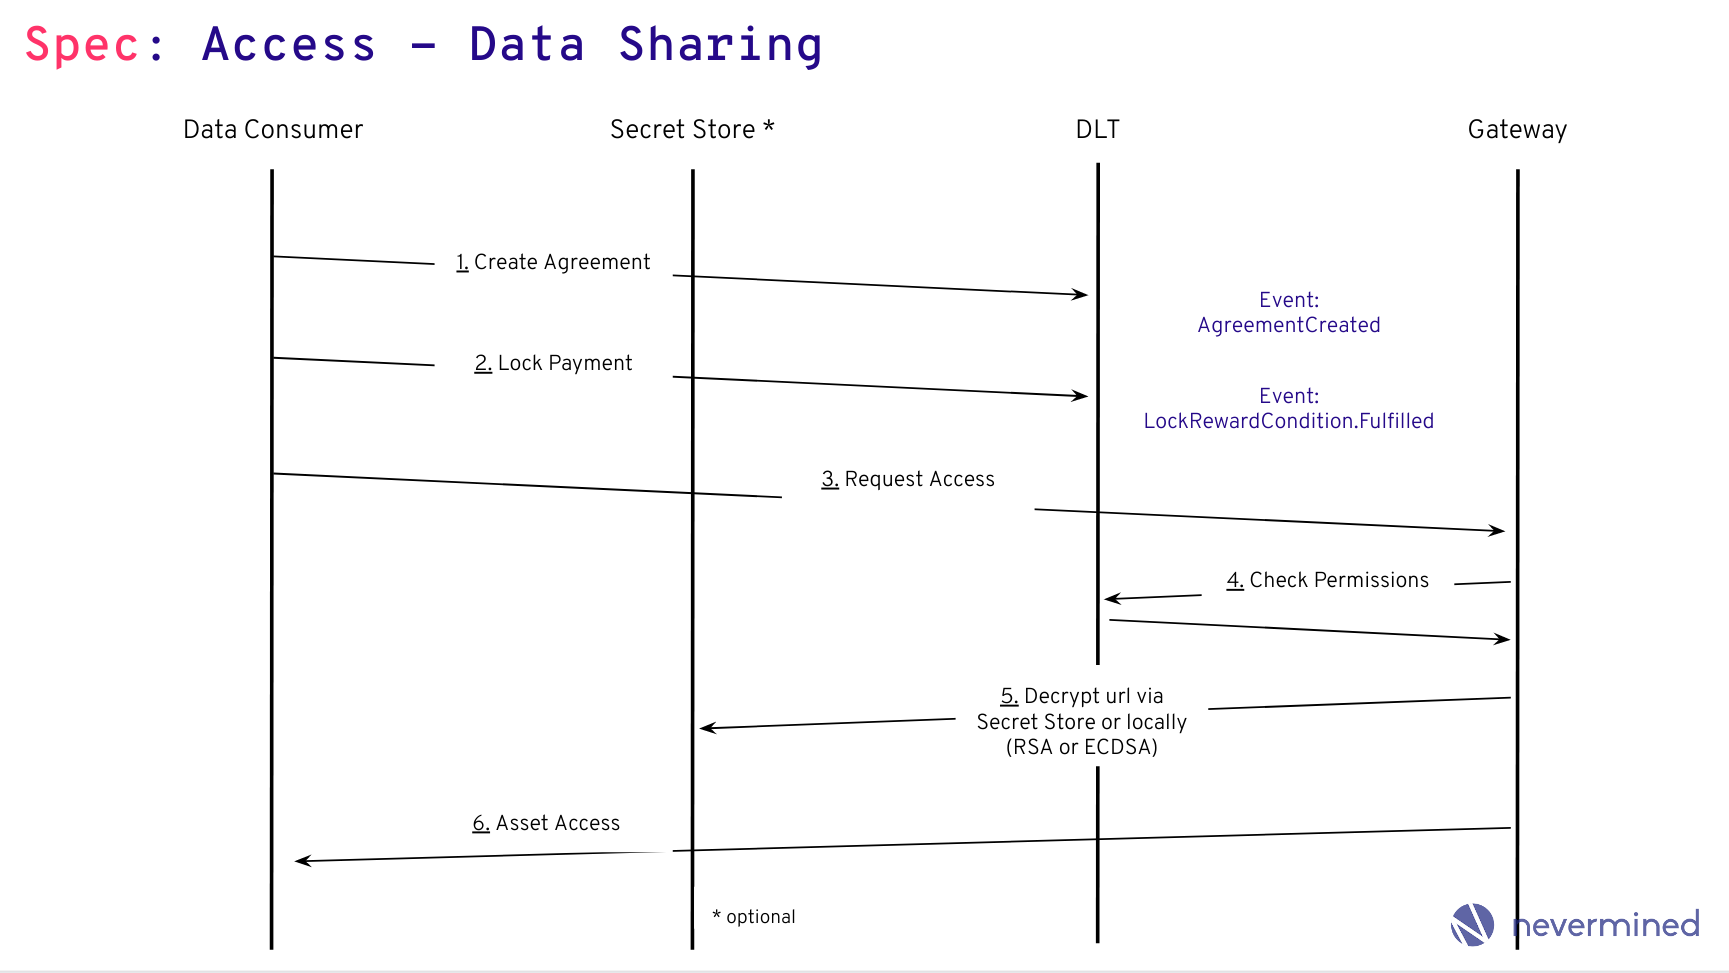 Spec: Access – Data Sharing
Data Consumer
Secret Store *
DLT
Gateway
1. Create Agreement
Event:
AgreementCreated
2. Lock Payment
Event:
LockRewardCondition.Fulfilled
3. Request Access
4. Check Permissions
5. Decrypt url via
Secret Store or locally
(RSA or ECDSA)
6. Asset Access
* optional
nevermined